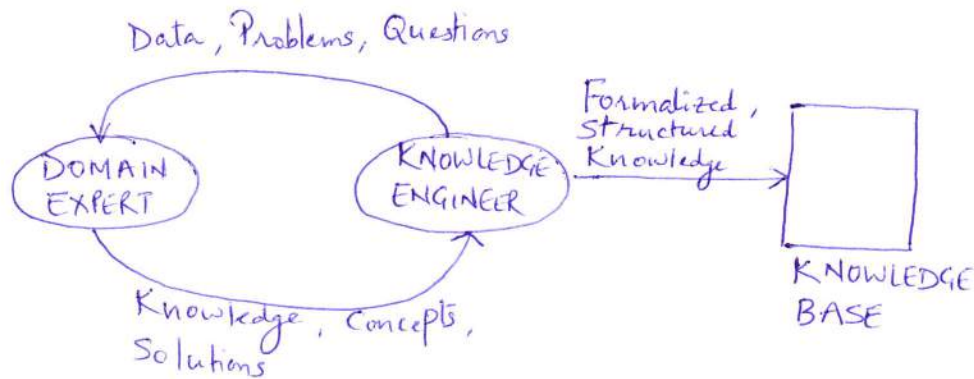 Data, Problems, Questions
DOMAIN
EXPERT
KNOWLEDGE
ENGINEER
Formalized,
Structured
Knowledge
Knowledge, Concepts,
Solutions
KNOWLEDGE
BASE